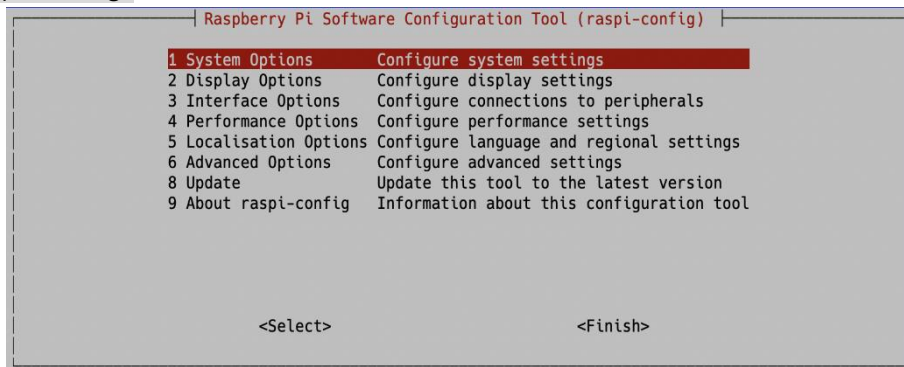 Raspberry Pi Software Configuration Tool (raspi-config)
1 System Options Configure system settings
2 Display Options Configure display settings
3 Interface Options Configure connections to peripherals
4 Performance Options Configure performance settings
5 Localisation Options Configure language and regional settings
6 Advanced Options Configure advanced settings
8 Update Update this tool to the latest version
9 About raspi-config Information about this configuration tool
<Select> <Finish>